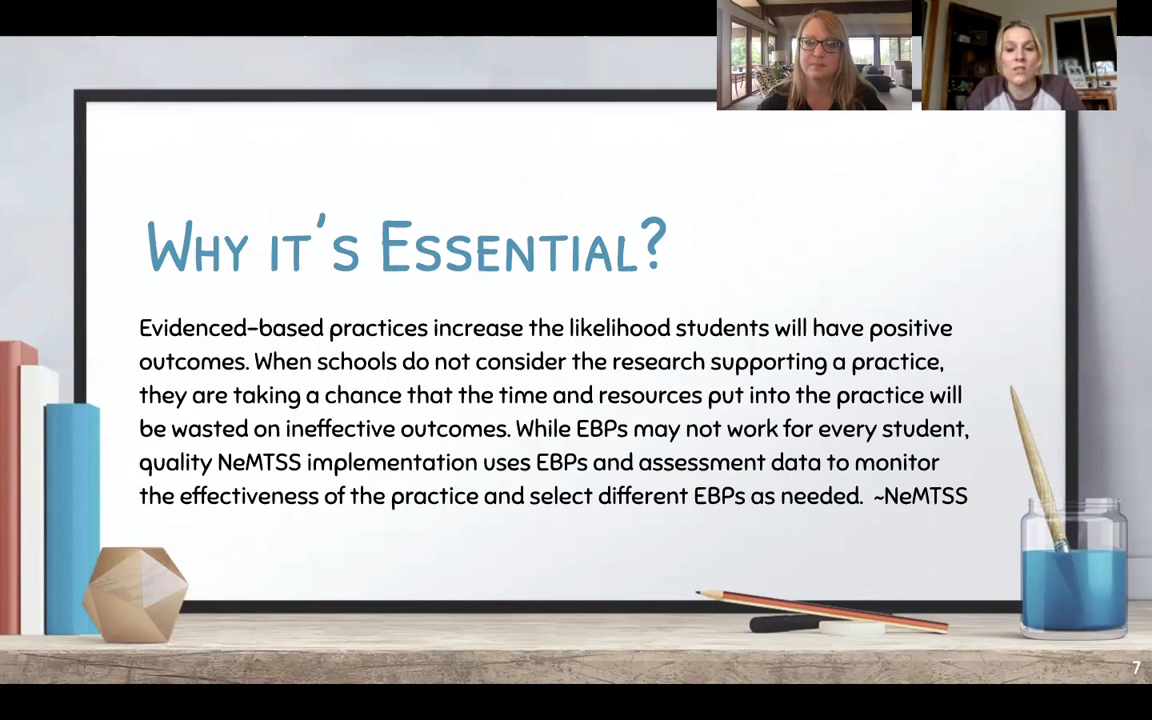 Why it's Essential?
Evidenced-based practices increase the likelihood students will have positive
outcomes. When schools do not consider the research supporting a practice,
they are taking a chance that the time and resources put into the practice will
be wasted on ineffective outcomes. While EBPs may not work for every student,
quality NeMTSS implementation uses EBPs and assessment data to monitor
the effectiveness of the practice and select different EBPs as needed. ~NeMTSS
7